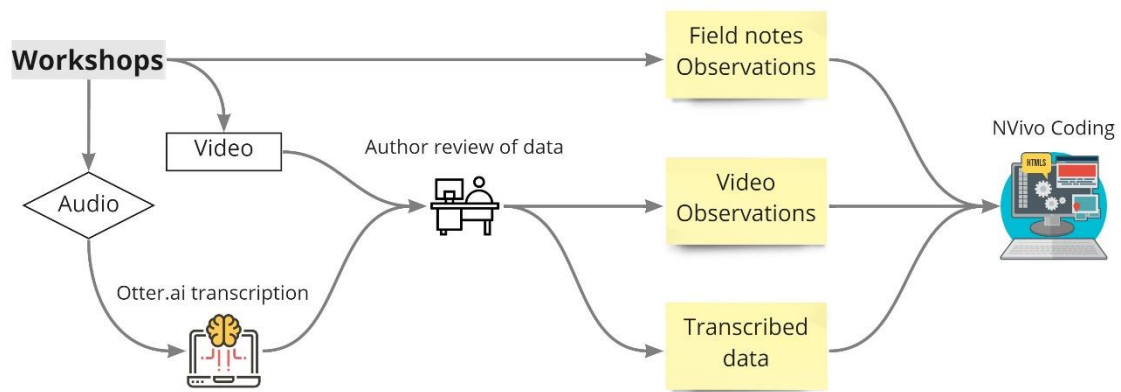 Workshops
Field notes
Observations
Video
Author review of data
NVivo Coding
HTML5
Audio
Video
Observations
Otter.ai transcription
Transcribed
data